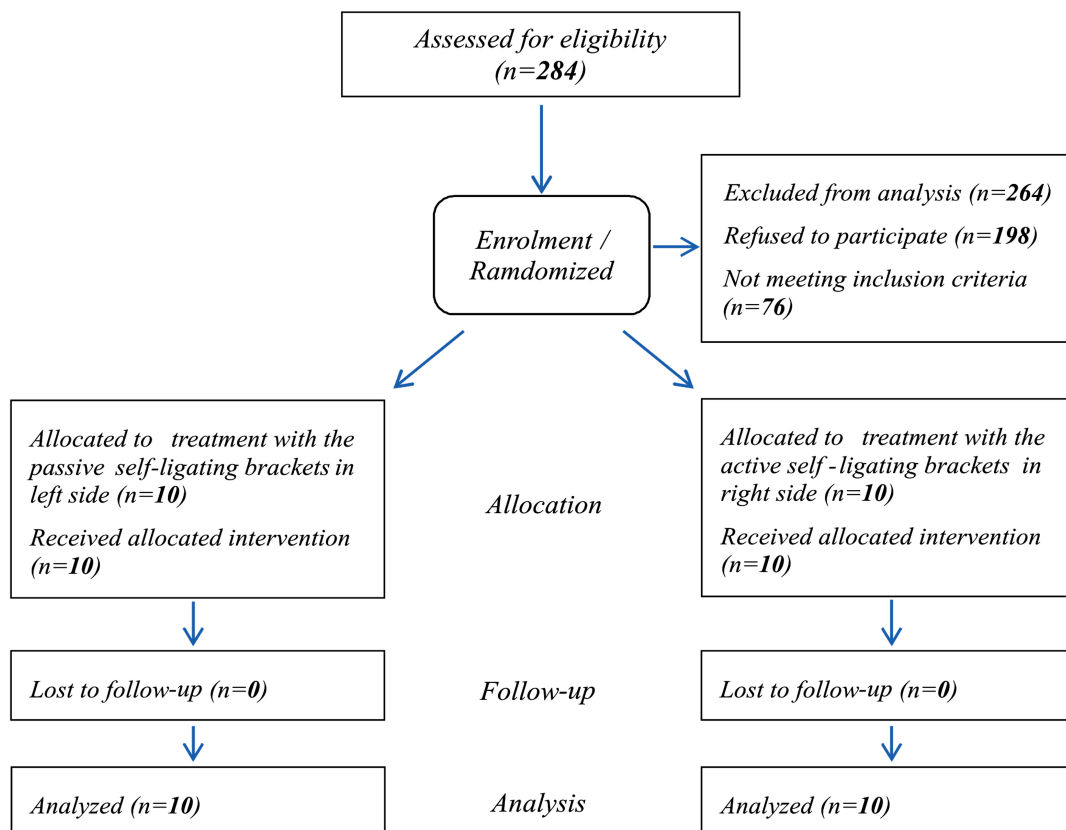 Assessed for eligibility
(n=284)
Excluded from analysis (n=264)
Refused to participate (n=198)
Not meeting inclusion criteria
(n=76)
Enrolment /
Ramdomized
Allocated to treatment with the
passive self-ligating brackets in
left side (n=10)
Received allocated intervention
(n=10)
Allocation
Allocated to treatment with the
active self -ligating brackets in
right side (n=10)
Received allocated intervention
(n=10)
Lost to follow-up (n=0)
Follow-up
Lost to follow-up (n=0)
Analyzed (n=10)
Analysis
Analyzed (n=10)